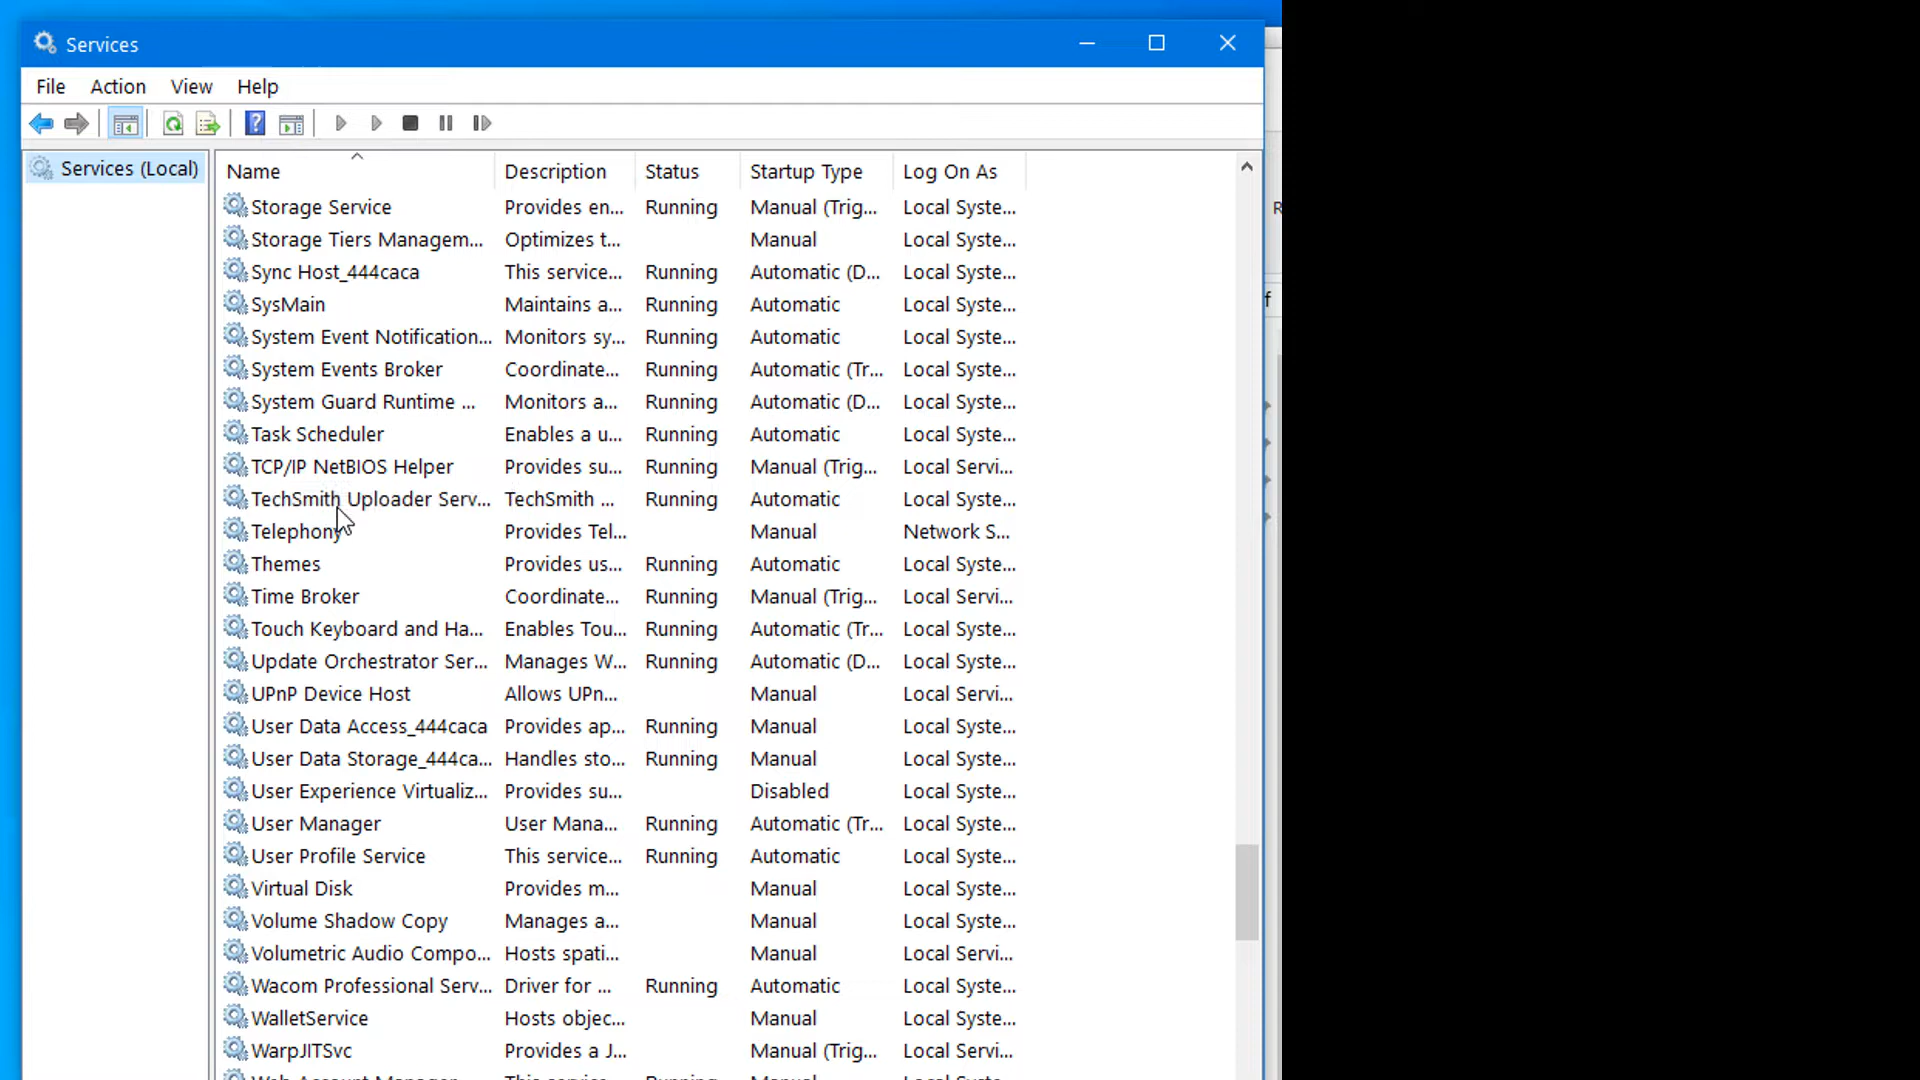 Services
File Action View Help
Services (Local)
Name Description Status Startup Type Log On As
Storage Service Provides en... Running Manual (Trig... Local Syste...
Storage Tiers Managem... Optimizes t... Manual Local Syste...
Sync Host_444caca This service... Running Automatic (D... Local Syste...
SysMain Maintains a... Running Automatic Local Syste...
System Event Notification... Monitors sy... Running Automatic Local Syste...
System Events Broker Coordinate... Running Automatic (Tr... Local Syste...
System Guard Runtime ... Monitors a... Running Automatic (D... Local Syste...
Task Scheduler Enables a u... Running Automatic Local Syste...
TCP/IP NetBIOS Helper Provides su... Running Manual (Trig... Local Servi...
TechSmith Uploader Serv... TechSmith ... Running Automatic Local Syste...
Telephony Provides Tel... Manual Network S...
Themes Provides us... Running Automatic Local Syste...
Time Broker Coordinate... Running Manual (Trig... Local Servi...
Touch Keyboard and Ha... Enables Tou... Running Automatic (Tr... Local Syste...
Update Orchestrator Ser... Manages W... Running Automatic (D... Local Syste...
UPnP Device Host Allows UPn... Manual Local Servi...
User Data Access_444caca Provides ap... Running Manual Local Syste...
User Data Storage_444ca... Handles sto... Running Manual Local Syste...
User Experience Virtualiz... Provides su... Disabled Local Syste...
User Manager User Mana... Running Automatic (Tr... Local Syste...
User Profile Service This service... Running Automatic Local Syste...
Virtual Disk Provides m... Manual Local Syste...
Volume Shadow Copy Manages a... Manual Local Syste...
Volumetric Audio Compo... Hosts spati... Manual Local Servi...
Wacom Professional Serv... Driver for ... Running Automatic Local Syste...
WalletService Hosts objec... Manual Local Syste...
WarpJITSvc Provides a J... Manual (Trig... Local Servi...